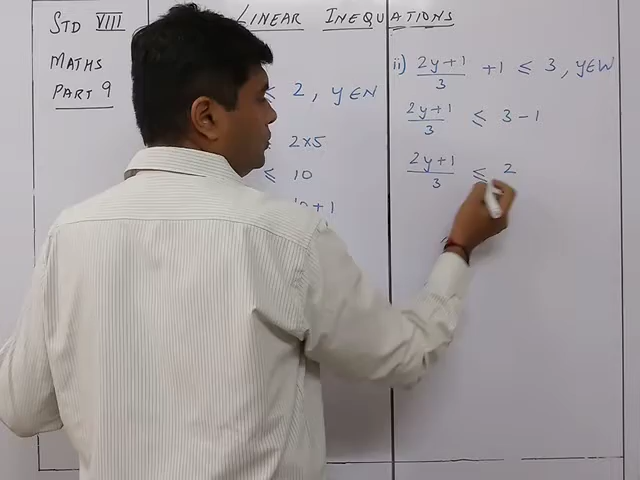 STD VIII
MATHS
PART 9
LINEAR INEQUATIONS
≤ 2, y∈N
2×5
≤ 10
10+1
ii) (2y+1)/3 +1 ≤ 3, y∈W
(2y+1)/3 ≤ 3-1
(2y+1)/3 ≤ 2